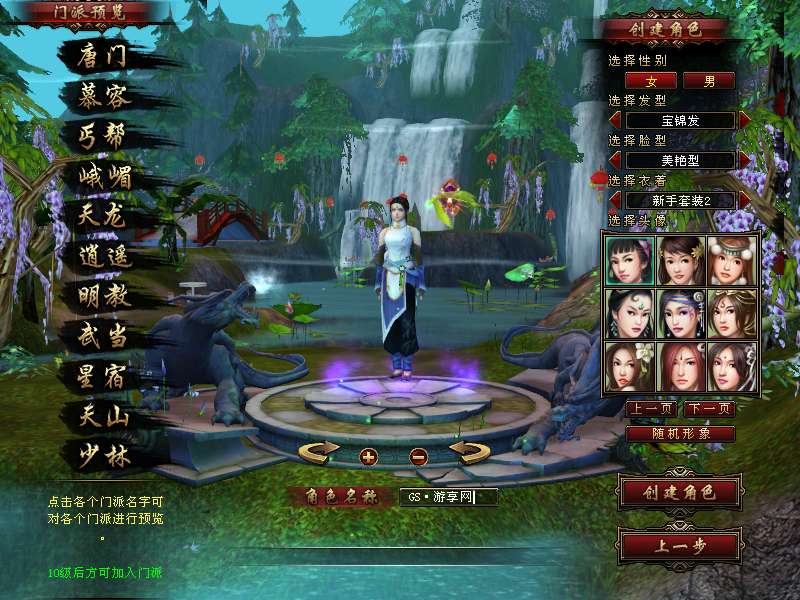 门派预览
唐门
慕容
丐帮
峨嵋
天龙
逍遥
明教
武当
星宿
天山
少林
点击各个门派名字可
对各个门派进行预览
。
10级后方可加入门派
角色名称
GS·游享网
创建角色
选择性别
女 男
选择发型
宝锦发
选择脸型
美艳型
选择衣着
新手套装2
选择头像
上一页 下一页
随机形象
创建角色
上一步